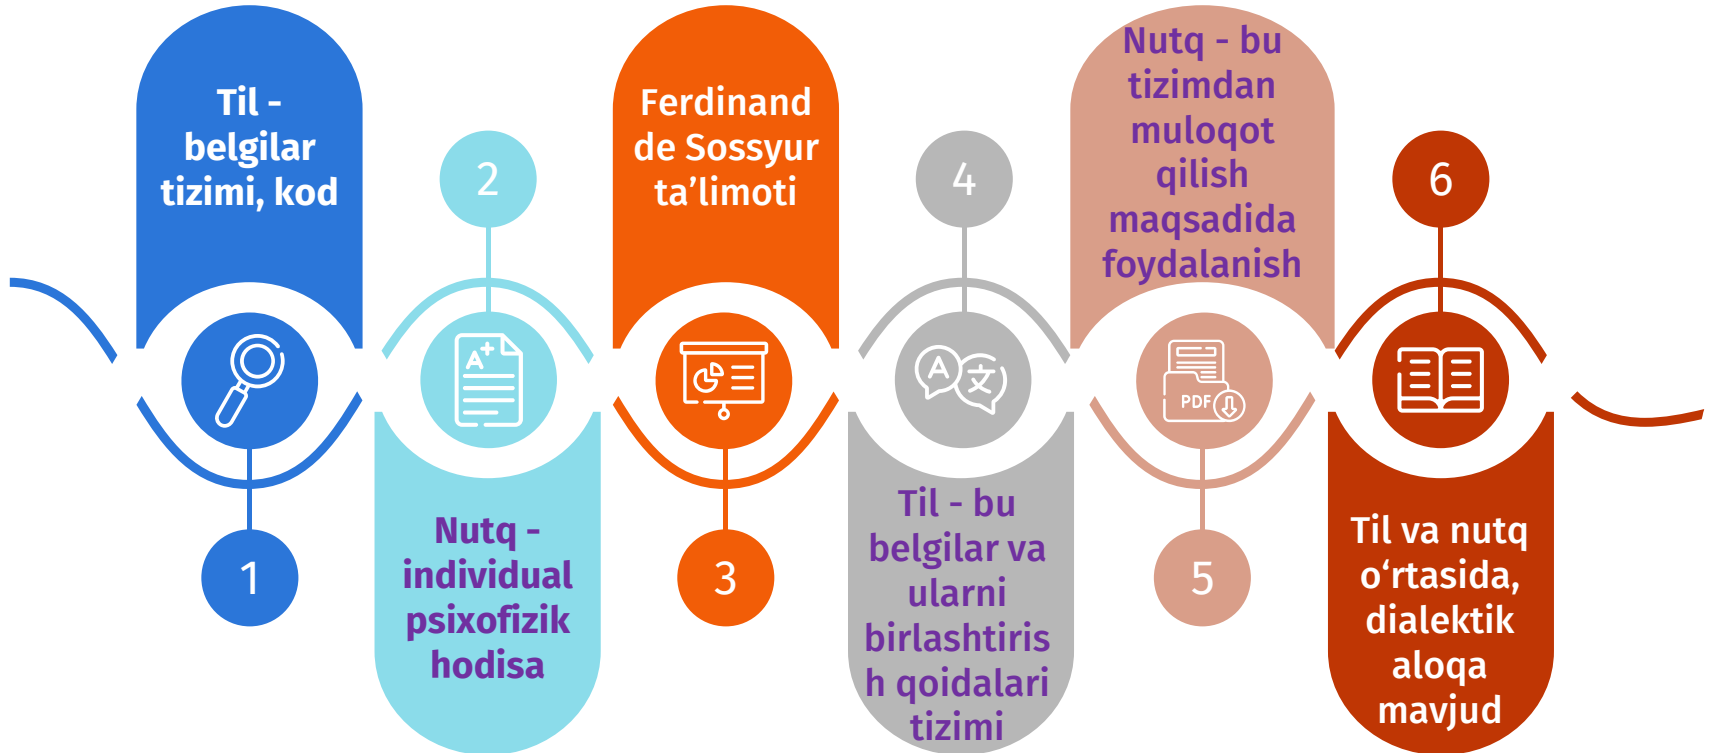 Til -
belgilar
tizimi, kod
1
2
Nutq -
individual
psixofizik
hodisa
Ferdinand
de Sossyur
ta’limoti
3
4
Til - bu
belgilar va
ularni
birlashtiris
h qoidalari
tizimi
Nutq - bu
tizimdan
muloqot
qilish
maqsadida
foydalanish
PDF
5
6
Til va nutq
o‘rtasida,
dialektik
aloqa
mavjud
A+
A
文